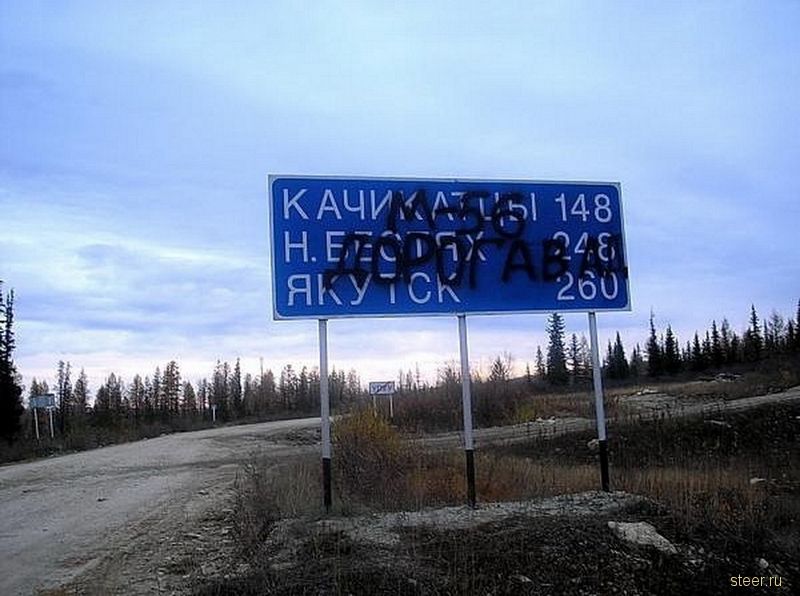 КАЧИКАТЦЫ 148
Н. БЕСТЯХ 248
ЯКУТСК 260
М-56
ДОРОГА В АД
steer.ru